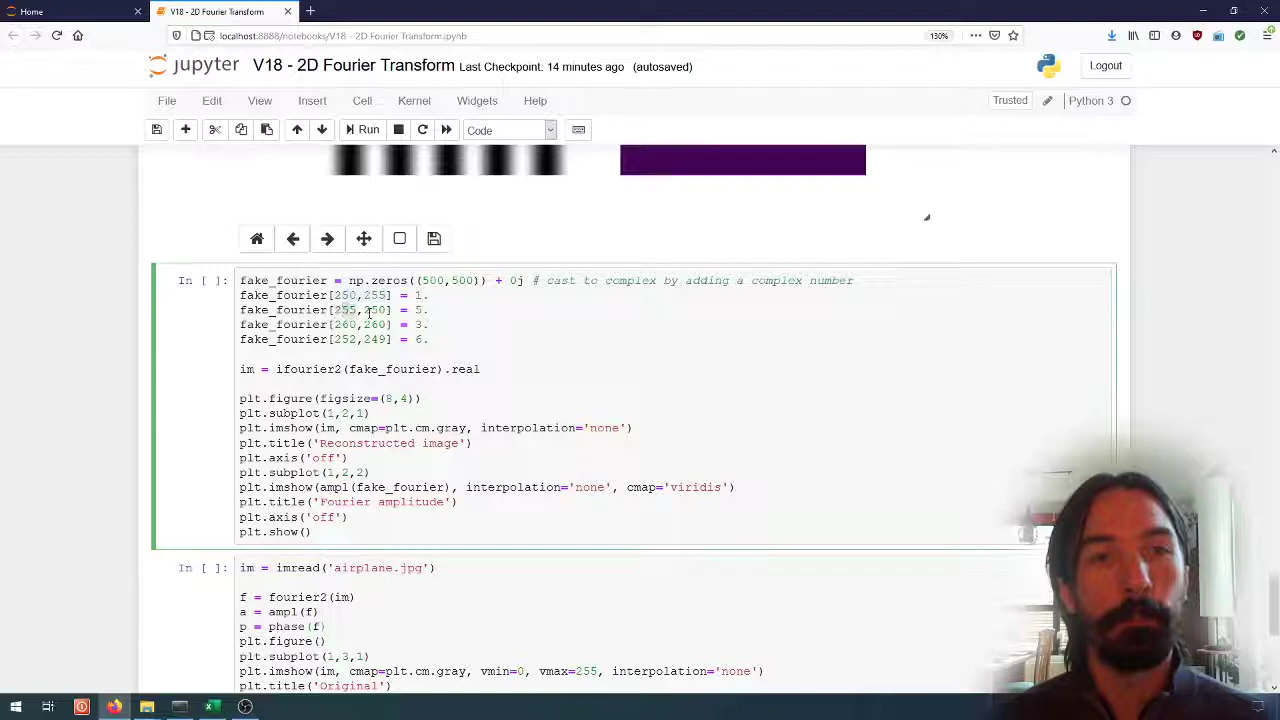 Home
V18 - 2D Fourier Transform
localhost:8888/notebooks/V18 - 2D Fourier Transform.ipynb
130%
jupyter V18 - 2D Fourier Transform Last Checkpoint: 14 minutes ago (autosaved)
Logout
File Edit View Insert Cell Kernel Widgets Help
Trusted
Python 3
Run
Code
In [ ]: fake_fourier = np.zeros((500,500)) + 0j # cast to complex by adding a complex number
fake_fourier[250,255] = 1.
fake_fourier[255,250] = 5.
fake_fourier[260,260] = 3.
fake_fourier[252,249] = 6.
im = ifourier2(fake_fourier).real
plt.figure(figsize=(8,4))
plt.subplot(1,2,1)
plt.imshow(im, cmap=plt.cm.gray, interpolation='none')
plt.title('Reconstructed image')
plt.axis('off')
plt.subplot(1,2,2)
plt.imshow(ampl(fake_fourier), interpolation='none', cmap='viridis')
plt.title('Fourier amplitude')
plt.axis('off')
plt.show()
In [ ]: im = imread('airplane.jpg')
f = fourier2(im)
a = ampl(f)
p = phase(f)
plt.figure()
plt.subplot(1,3,1)
plt.imshow(im, cmap=plt.cm.gray, vmin=0, vmax=255, interpolation='none')
plt.title('Original')